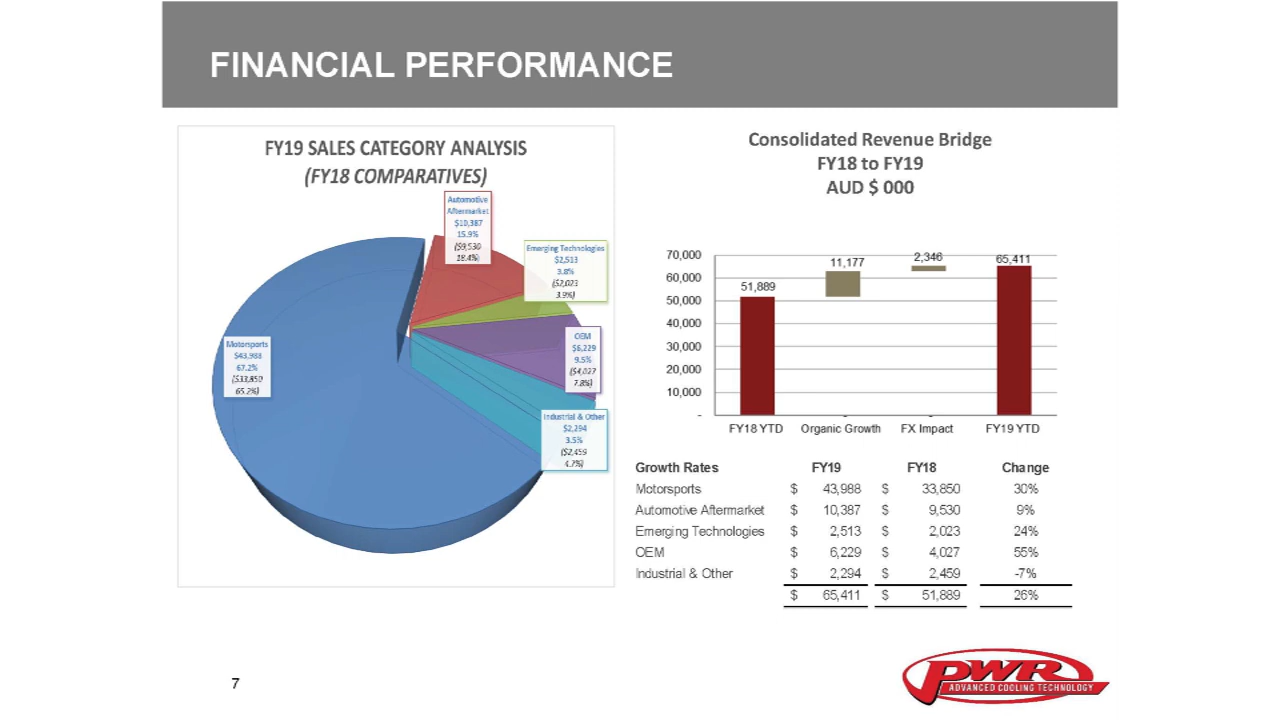 FINANCIAL PERFORMANCE
FY19 SALES CATEGORY ANALYSIS
(FY18 COMPARATIVES)
Automotive
Aftermarket
$10,387
15.9%
($9,530
18.4%)
Emerging Technologies
$2,513
3.8%
($2,023
3.9%)
OEM
$6,229
9.5%
($4,027
7.8%)
Motorsports
$43,988
67.2%
($33,850
65.2%)
Industrial & Other
$2,294
3.5%
($2,459
4.7%)
Consolidated Revenue Bridge
FY18 to FY19
AUD $ 000
70,000
60,000
50,000
40,000
30,000
20,000
10,000
-
51,889
11,177
2,346
65,411
- -
FY18 YTD Organic Growth FX Impact FY19 YTD
Growth Rates FY19 FY18 Change
Motorsports $ 43,988 $ 33,850 30%
Automotive Aftermarket $ 10,387 $ 9,530 9%
Emerging Technologies $ 2,513 $ 2,023 24%
OEM $ 6,229 $ 4,027 55%
Industrial & Other $ 2,294 $ 2,459 -7%
$ 65,411 $ 51,889 26%
7
PWR
ADVANCED COOLING TECHNOLOGY